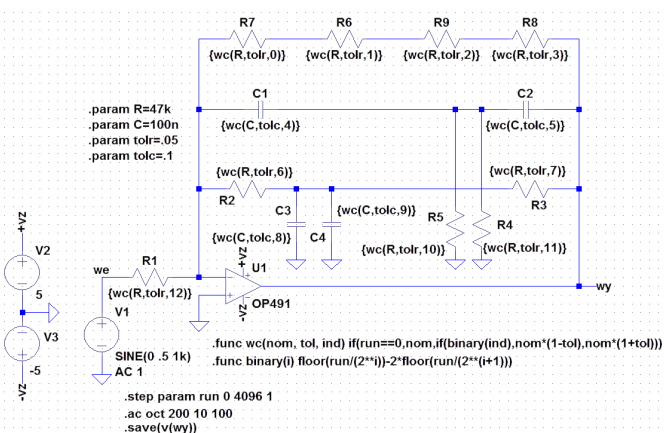 R7 R6 R9 R8
{wc(R,tolr,0)} {wc(R,tolr,1)} {wc(R,tolr,2)} {wc(R,tolr,3)}
C1 C2
.param R=47k
.param C=100n
.param tolr=.05
.param tolc=.1
{wc(C,tolc,4)} {wc(C,tolc,5)}
{wc(R,tolr,6)} {wc(R,tolr,7)}
R2 R3
C3 {wc(C,tolc,9)} R5 R4
{wc(C,tolc,8)} C4
{wc(R,tolr,10)} {wc(R,tolr,11)}
+vz
V2
5
V3
-5
-vz
we R1
{wc(R,tolr,12)}
V1
SINE(0 .5 1k)
AC 1
+vz
U1
OP491
-vz
wy
.func wc(nom, tol, ind) if(run==0,nom,if(binary(ind),nom*(1-tol),nom*(1+tol)))
.func binary(i) floor(run/(2**i))-2*floor(run/(2**(i+1)))
.step param run 0 4096 1
.ac oct 200 10 100
.save(v(wy))